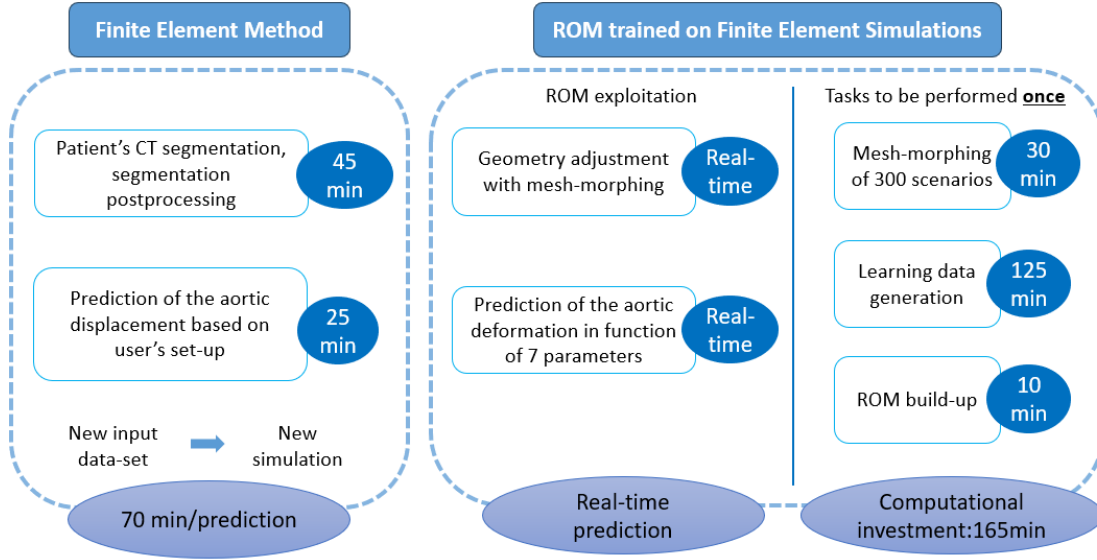 Finite Element Method
Patient's CT segmentation,
segmentation
postprocessing
45
min
Prediction of the aortic
displacement based on
user's set-up
25
min
New input
data-set
New
simulation
70 min/prediction
ROM trained on Finite Element Simulations
ROM exploitation
Geometry adjustment
with mesh-morphing
Real-
time
Prediction of the aortic
deformation in function
of 7 parameters
Real-
time
Real-time
prediction
Tasks to be performed once
Mesh-morphing
of 300 scenarios
30
min
Learning data
generation
125
min
ROM build-up
10
min
Computational
investment:165min